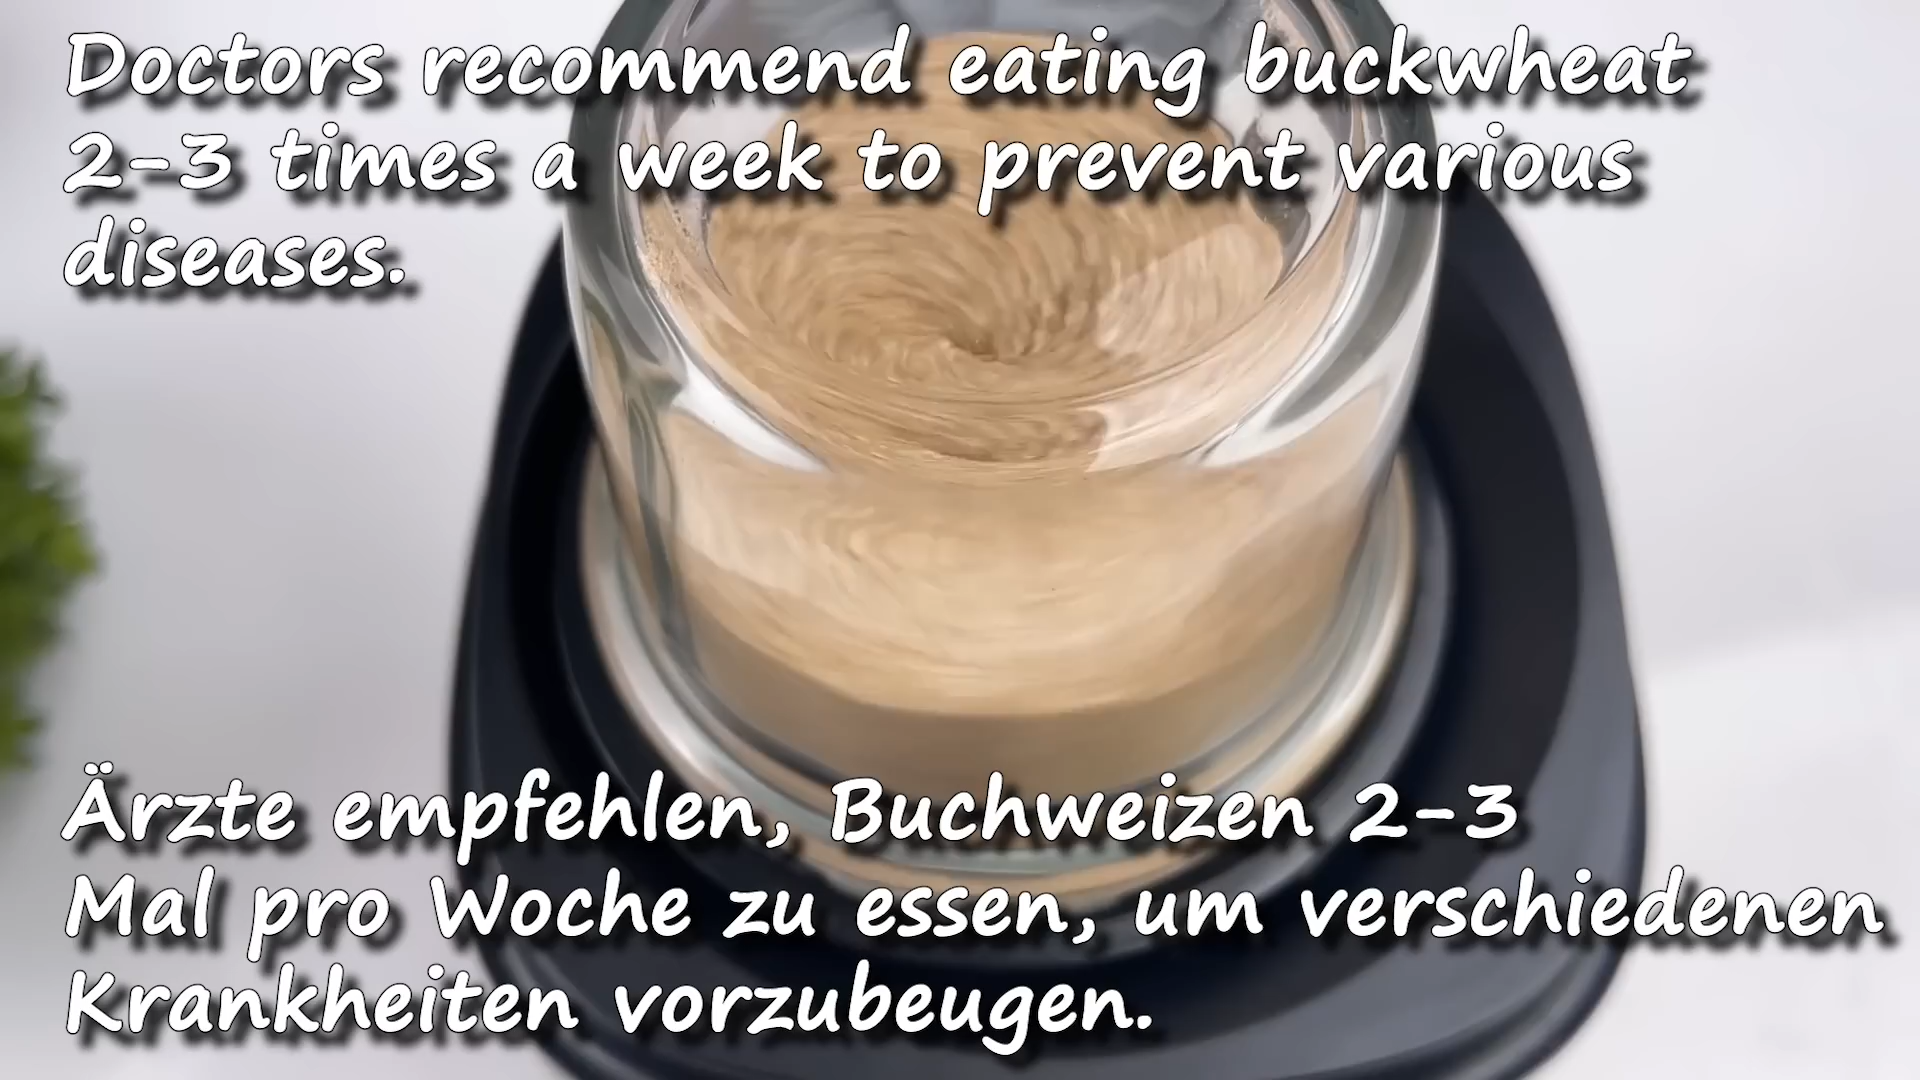 Doctors recommend eating buckwheat
2-3 times a week to prevent various
diseases.
Ärzte empfehlen, Buchweizen 2-3
Mal pro Woche zu essen, um verschiedenen
Krankheiten vorzubeugen.